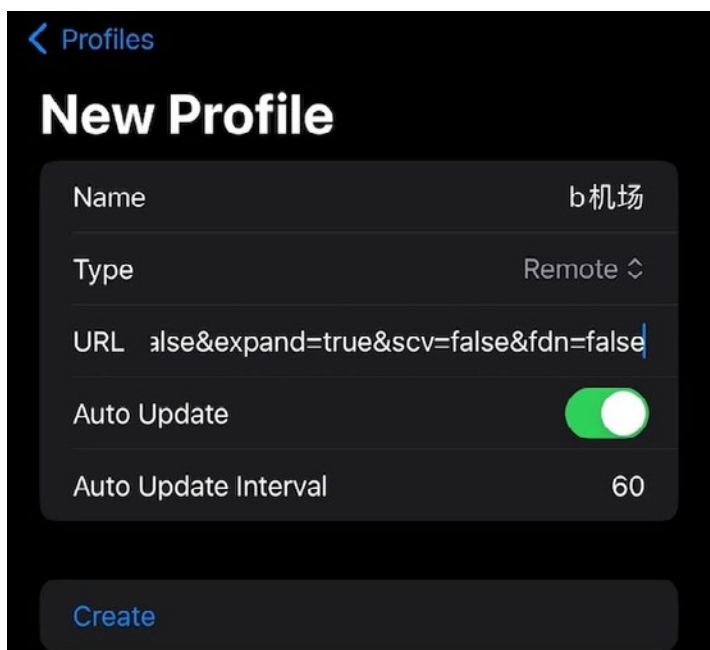 Profiles
New Profile
Name b机场
Type Remote
URL alse&expand=true&scv=false&fdn=false
Auto Update
Auto Update Interval 60
Create